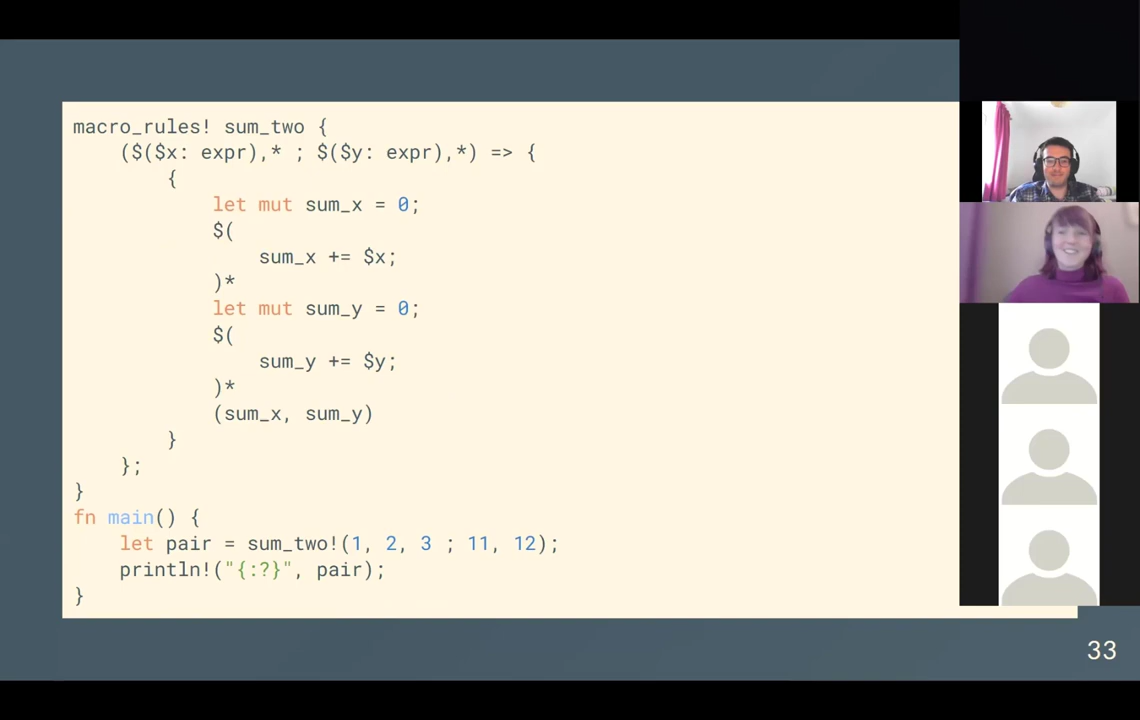 macro_rules! sum_two {
    ($($x: expr),* ; $($y: expr),*) => {
        {
            let mut sum_x = 0;
            $(
                sum_x += $x;
            )*
            let mut sum_y = 0;
            $(
                sum_y += $y;
            )*
            (sum_x, sum_y)
        }
    };
}
fn main() {
    let pair = sum_two!(1, 2, 3 ; 11, 12);
    println!("{:?}", pair);
}
33